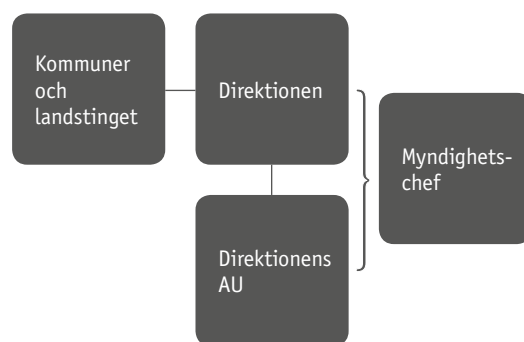 Kommuner
och
landstinget
Direktionen
Direktionens
AU
Myndighets-
chef